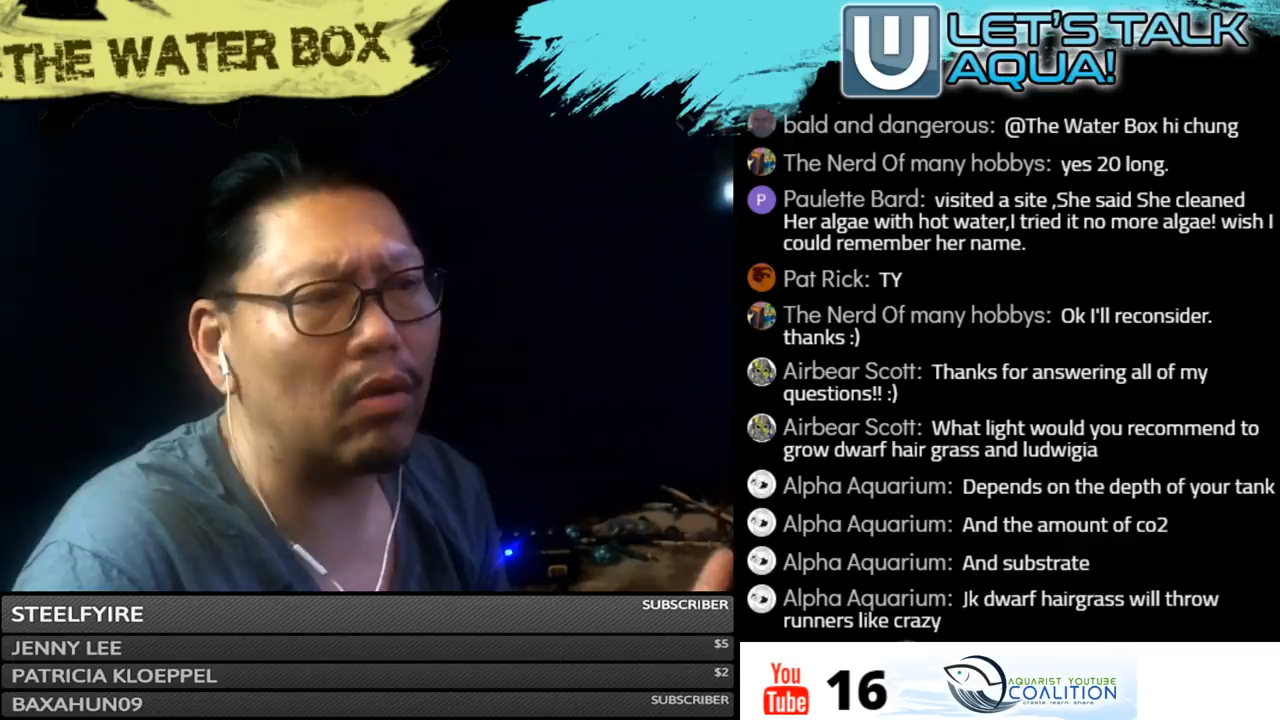 THE WATER BOX
LET'S TALK
AQUA!
bald and dangerous: @The Water Box hi chung
The Nerd Of many hobbys: yes 20 long.
P
Paulette Bard: visited a site ,She said She cleaned
Her algae with hot water,I tried it no more algae! wish I
could remember her name.
Pat Rick: TY
The Nerd Of many hobbys: Ok I'll reconsider.
thanks :)
Airbear Scott: Thanks for answering all of my
questions!! :)
Airbear Scott: What light would you recommend to
grow dwarf hair grass and ludwigia
Alpha Aquarium: Depends on the depth of your tank
Alpha Aquarium: And the amount of co2
Alpha Aquarium: And substrate
Alpha Aquarium: Jk dwarf hairgrass will throw
runners like crazy
STEELFYIRE SUBSCRIBER
JENNY LEE $5
PATRICIA KLOEPPEL $2
BAXAHUN09 SUBSCRIBER
You
Tube
16
AQUARIST YOUTUBE
COALITION
create. learn. share.